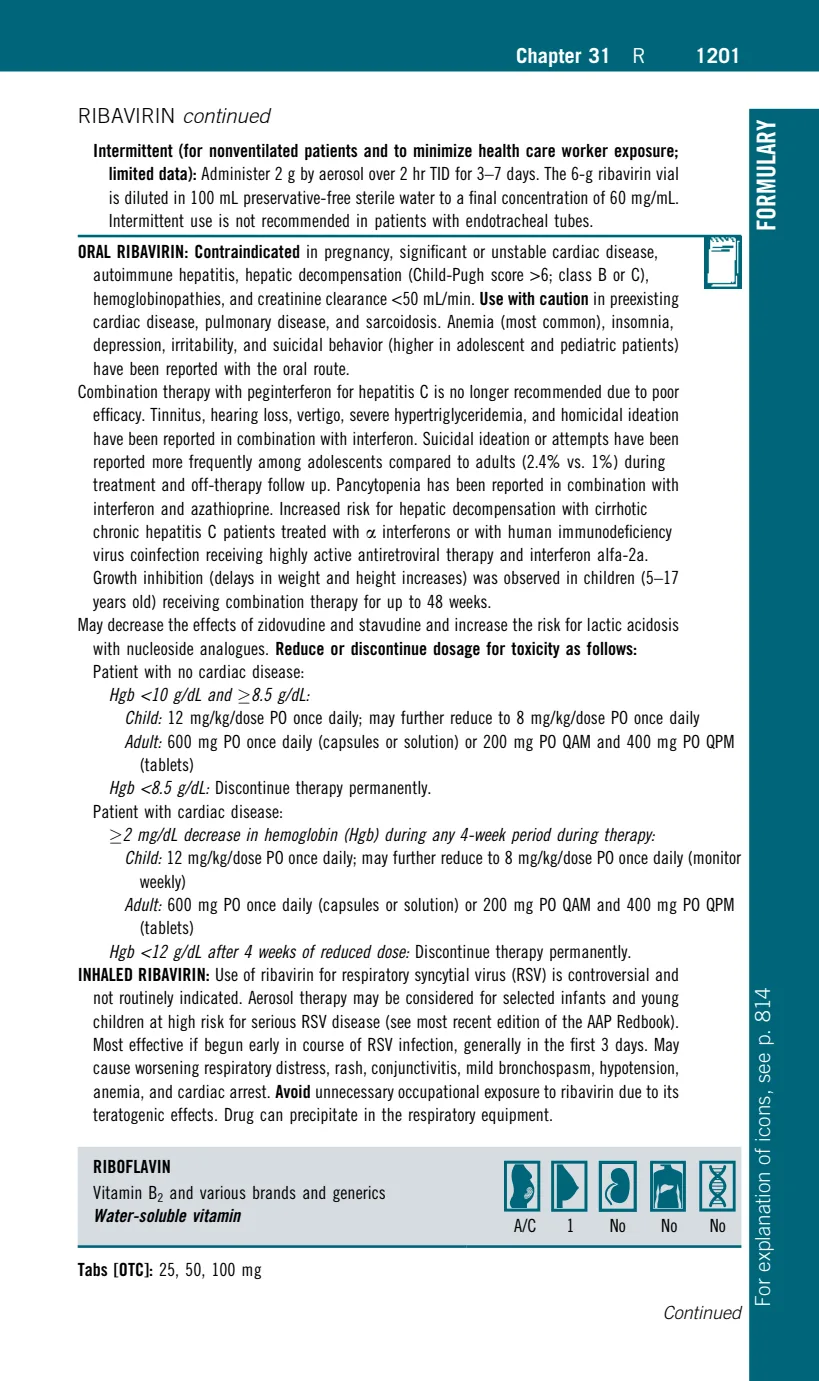 Chapter 31 R 1201
RIBAVIRIN continued
Intermittent (for nonventilated patients and to minimize health care worker exposure;
limited data): Administer 2 g by aerosol over 2 hr TID for 3–7 days. The 6-g ribavirin vial
is diluted in 100 mL preservative-free sterile water to a final concentration of 60 mg/mL.
Intermittent use is not recommended in patients with endotracheal tubes.
ORAL RIBAVIRIN: Contraindicated in pregnancy, significant or unstable cardiac disease,
autoimmune hepatitis, hepatic decompensation (Child-Pugh score >6; class B or C),
hemoglobinopathies, and creatinine clearance <50 mL/min. Use with caution in preexisting
cardiac disease, pulmonary disease, and sarcoidosis. Anemia (most common), insomnia,
depression, irritability, and suicidal behavior (higher in adolescent and pediatric patients)
have been reported with the oral route.
Combination therapy with peginterferon for hepatitis C is no longer recommended due to poor
efficacy. Tinnitus, hearing loss, vertigo, severe hypertriglyceridemia, and homicidal ideation
have been reported in combination with interferon. Suicidal ideation or attempts have been
reported more frequently among adolescents compared to adults (2.4% vs. 1%) during
treatment and off-therapy follow up. Pancytopenia has been reported in combination with
interferon and azathioprine. Increased risk for hepatic decompensation with cirrhotic
chronic hepatitis C patients treated with α interferons or with human immunodeficiency
virus coinfection receiving highly active antiretroviral therapy and interferon alfa-2a.
Growth inhibition (delays in weight and height increases) was observed in children (5–17
years old) receiving combination therapy for up to 48 weeks.
May decrease the effects of zidovudine and stavudine and increase the risk for lactic acidosis
with nucleoside analogues. Reduce or discontinue dosage for toxicity as follows:
Patient with no cardiac disease:
Hgb <10 g/dL and ≥8.5 g/dL:
Child: 12 mg/kg/dose PO once daily; may further reduce to 8 mg/kg/dose PO once daily
Adult: 600 mg PO once daily (capsules or solution) or 200 mg PO QAM and 400 mg PO QPM
(tablets)
Hgb <8.5 g/dL: Discontinue therapy permanently.
Patient with cardiac disease:
≥2 mg/dL decrease in hemoglobin (Hgb) during any 4-week period during therapy:
Child: 12 mg/kg/dose PO once daily; may further reduce to 8 mg/kg/dose PO once daily (monitor
weekly)
Adult: 600 mg PO once daily (capsules or solution) or 200 mg PO QAM and 400 mg PO QPM
(tablets)
Hgb <12 g/dL after 4 weeks of reduced dose: Discontinue therapy permanently.
INHALED RIBAVIRIN: Use of ribavirin for respiratory syncytial virus (RSV) is controversial and
not routinely indicated. Aerosol therapy may be considered for selected infants and young
children at high risk for serious RSV disease (see most recent edition of the AAP Redbook).
Most effective if begun early in course of RSV infection, generally in the first 3 days. May
cause worsening respiratory distress, rash, conjunctivitis, mild bronchospasm, hypotension,
anemia, and cardiac arrest. Avoid unnecessary occupational exposure to ribavirin due to its
teratogenic effects. Drug can precipitate in the respiratory equipment.
RIBOFLAVIN
Vitamin B₂ and various brands and generics
Water-soluble vitamin
A/C 1 No No No
Tabs [OTC]: 25, 50, 100 mg
Continued
FORMULARY
For explanation of icons, see p. 814